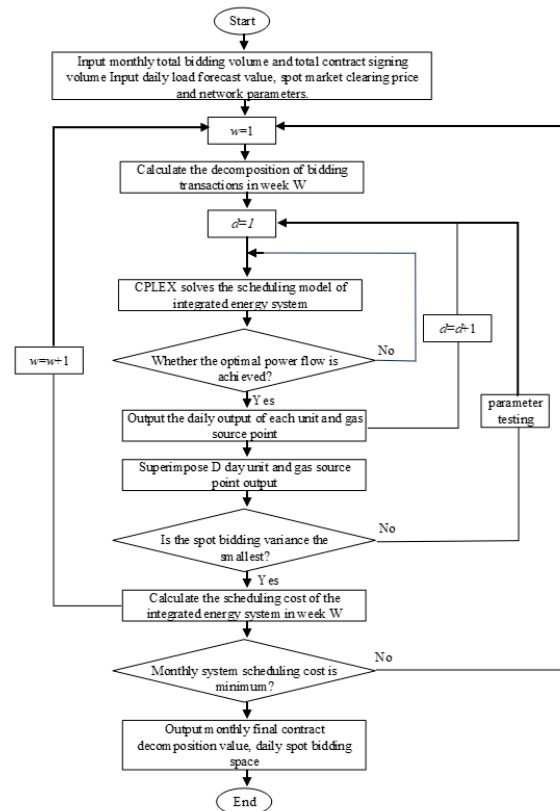 Start
Input monthly total bidding volume and total contract signing
volume Input daily load forecast value, spot market clearing price
and network parameters.
w=1
Calculate the decomposition of bidding
transactions in week W
d=1
CPLEX solves the scheduling model of
integrated energy system
d=d+1
w=w+1
Whether the optimal power flow is
achieved?
No
Yes
parameter
testing
Output the daily output of each unit and gas
source point
Superimpose D day unit and gas source
point output
Is the spot bidding variance the
smallest?
No
Yes
Calculate the scheduling cost of the
integrated energy system in week W
Monthly system scheduling cost is
minimum?
No
Output monthly final contract
decomposition value, daily spot bidding
space
End